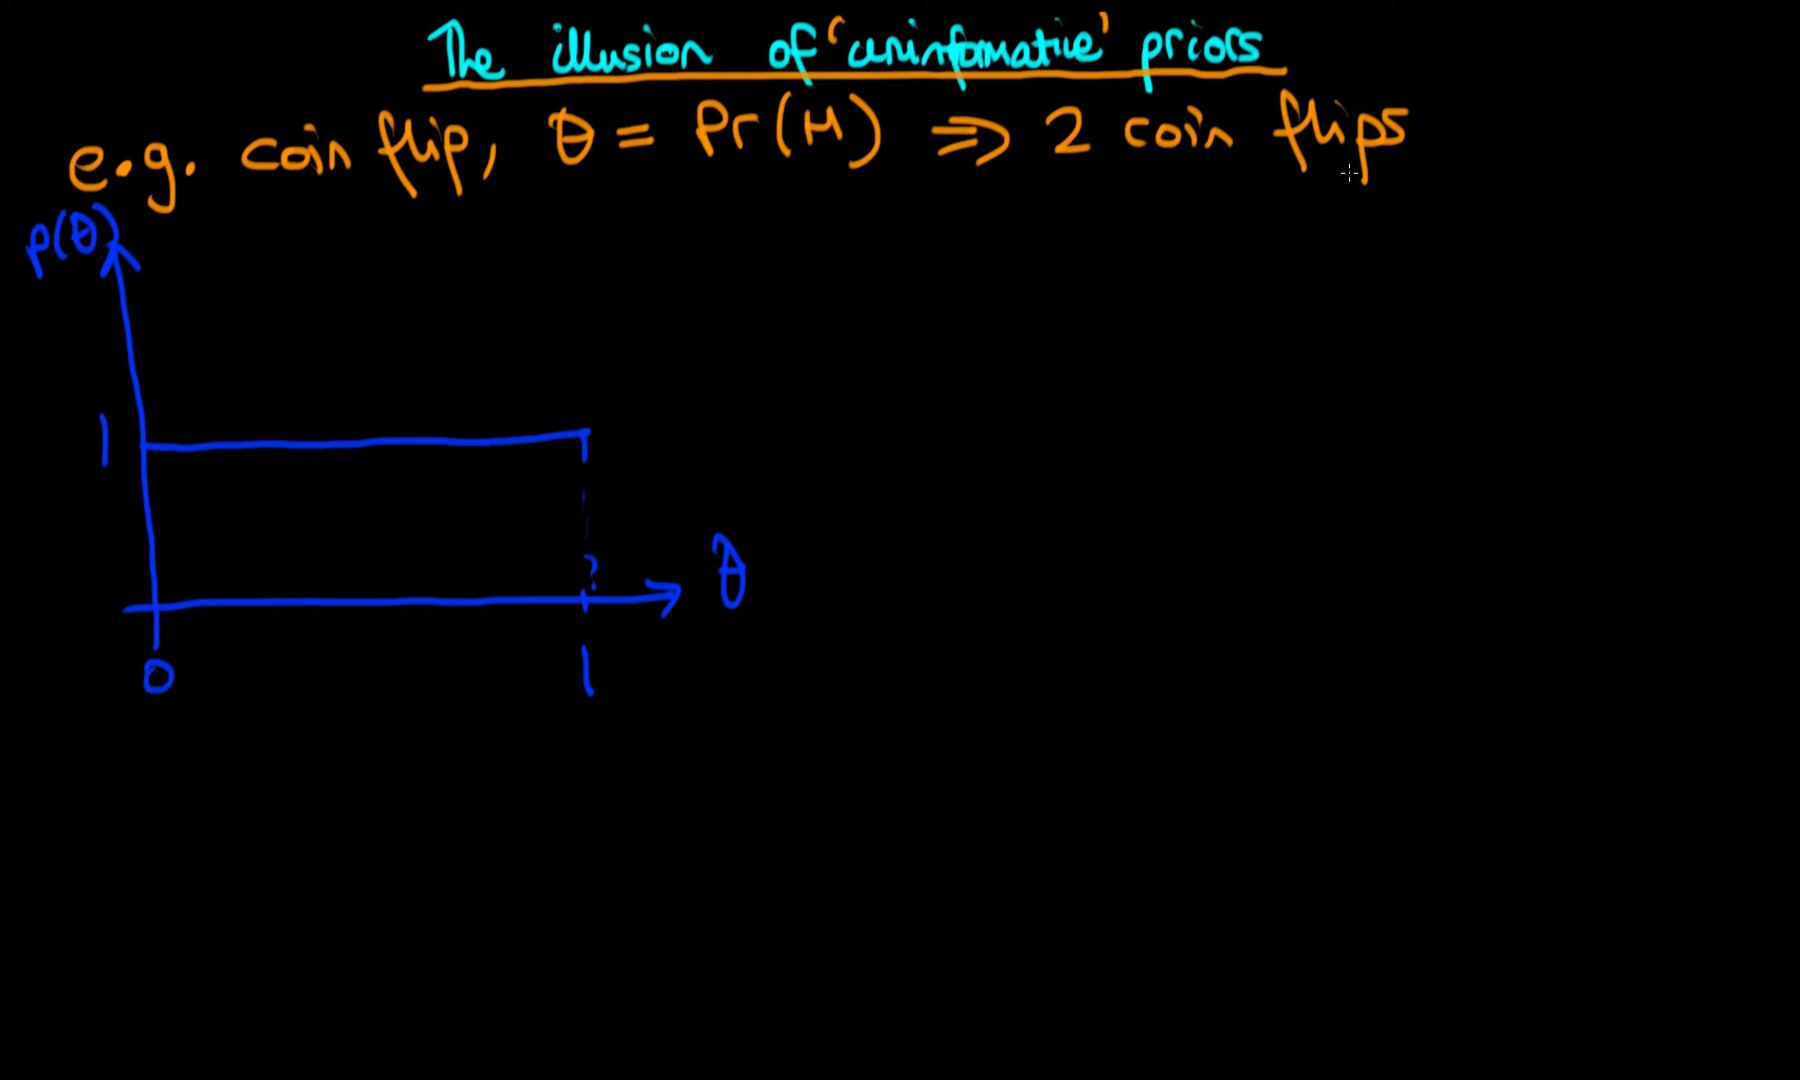 The illusion of 'uninformative' priors
e.g. coin flip, θ = Pr(H) ⇒ 2 coin flips
p(θ)
1
θ
0 1